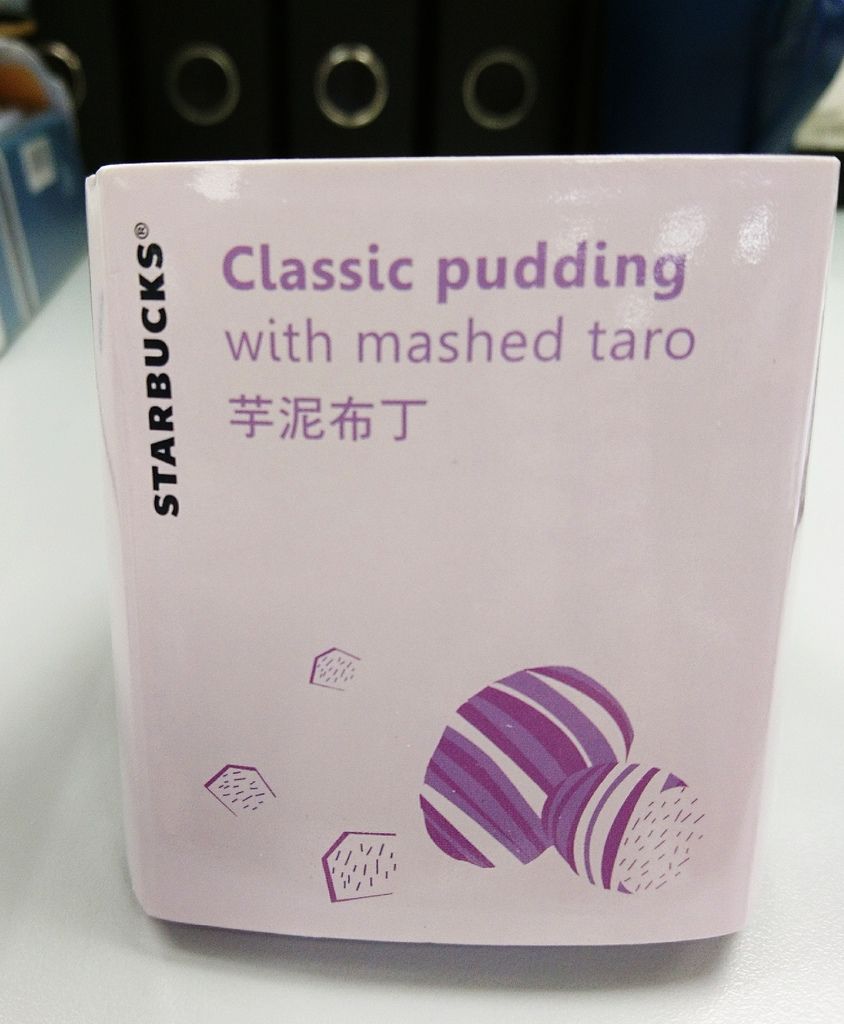 STARBUCKS®
Classic pudding
with mashed taro
芋泥布丁